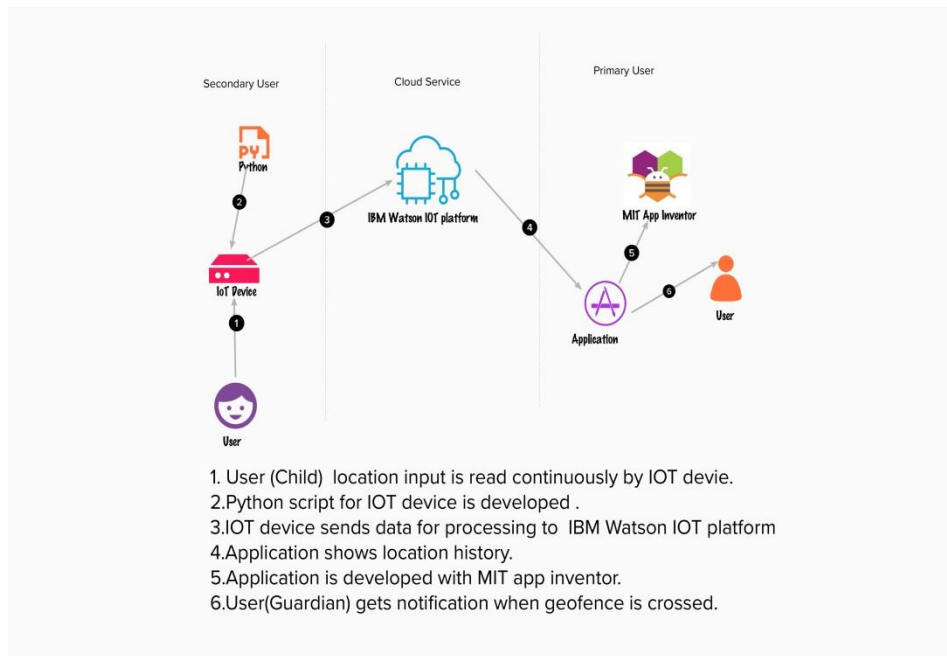 Secondary User
Cloud Service
Primary User
PY
Python
2
IBM Watson IOT platform
MIT App Inventor
3
4
5
IoT Device
6
1
Application
User
User
1. User (Child) location input is read continuously by IOT devie.
2.Python script for IOT device is developed .
3.IOT device sends data for processing to IBM Watson IOT platform
4.Application shows location history.
5.Application is developed with MIT app inventor.
6.User(Guardian) gets notification when geofence is crossed.